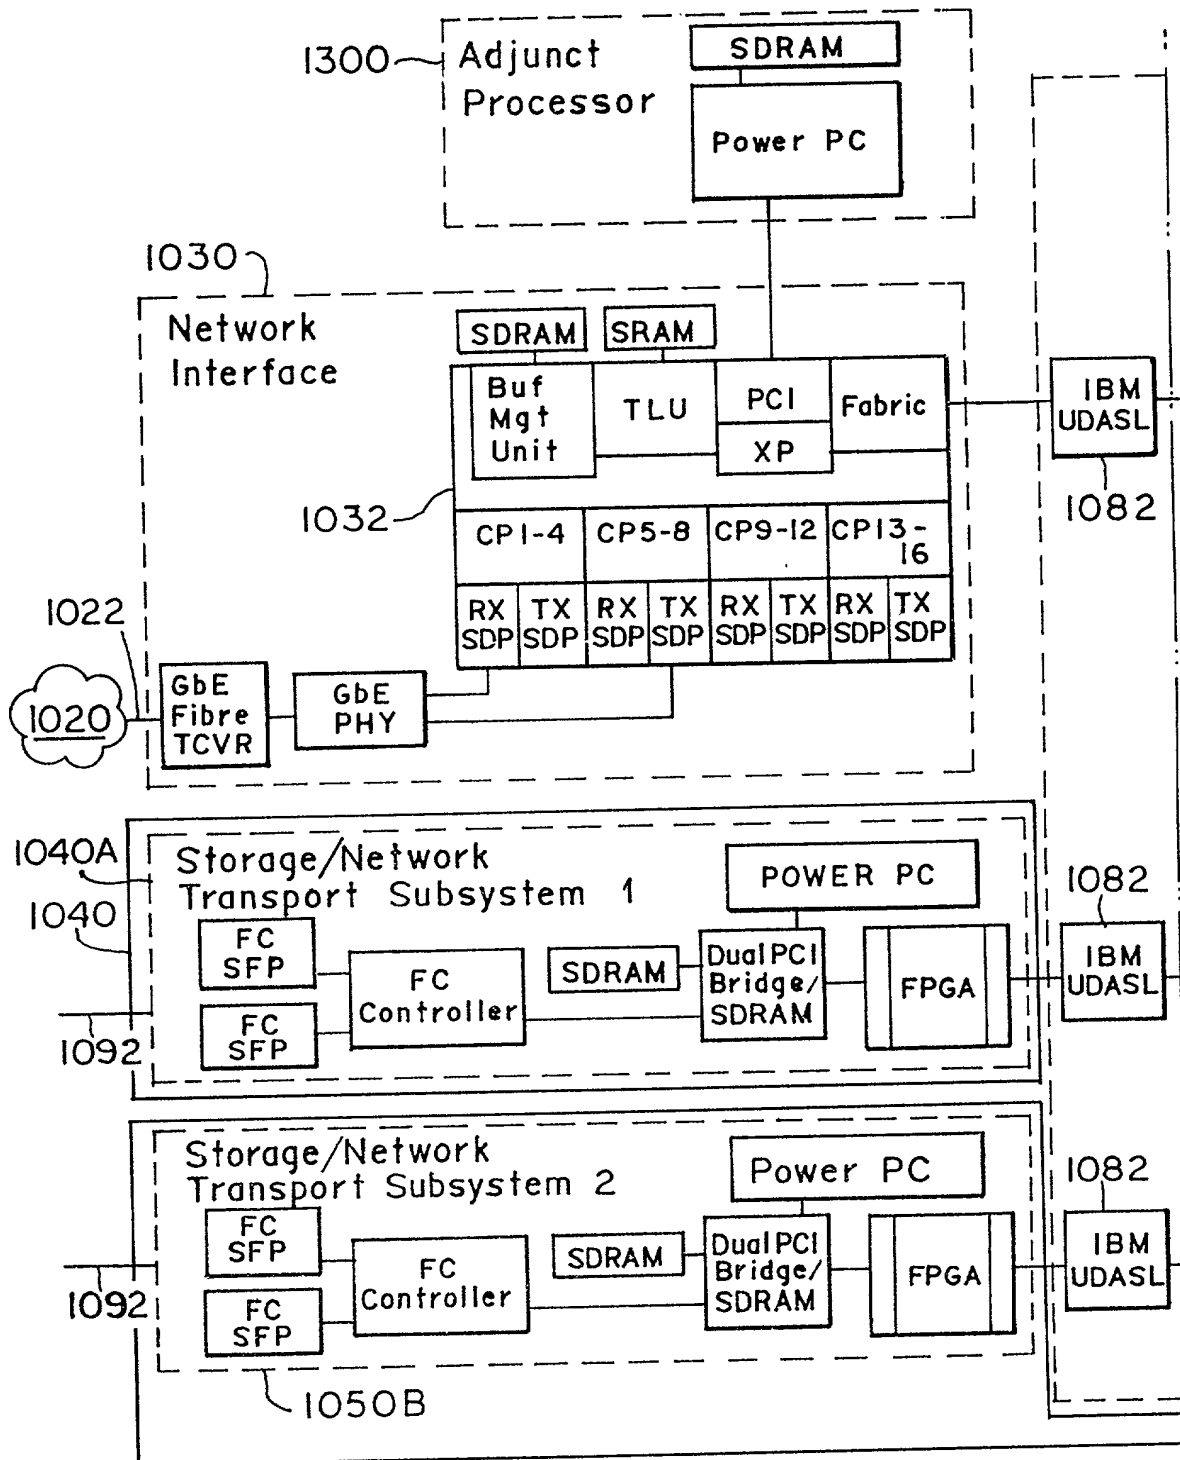 1300
Adjunct
Processor
SDRAM
Power PC
1030
Network
Interface
SDRAM
SRAM
Buf
Mgt
Unit
TLU
PCI
XP
Fabric
IBM
UDASL
1082
1032
CP1-4
CP5-8
CP9-12
CP13-
16
RX
SDP
TX
SDP
RX
SDP
TX
SDP
RX
SDP
TX
SDP
RX
SDP
TX
SDP
1022
1020
GbE
Fibre
TCVR
GbE
PHY
1040A
1040
Storage/Network
Transport Subsystem 1
POWER PC
FC
SFP
FC
SFP
FC
Controller
SDRAM
Dual PCI
Bridge/
SDRAM
FPGA
1082
IBM
UDASL
1092
Storage/Network
Transport Subsystem 2
Power PC
FC
SFP
FC
SFP
FC
Controller
SDRAM
Dual PCI
Bridge/
SDRAM
FPGA
1082
IBM
UDASL
1092
1050B